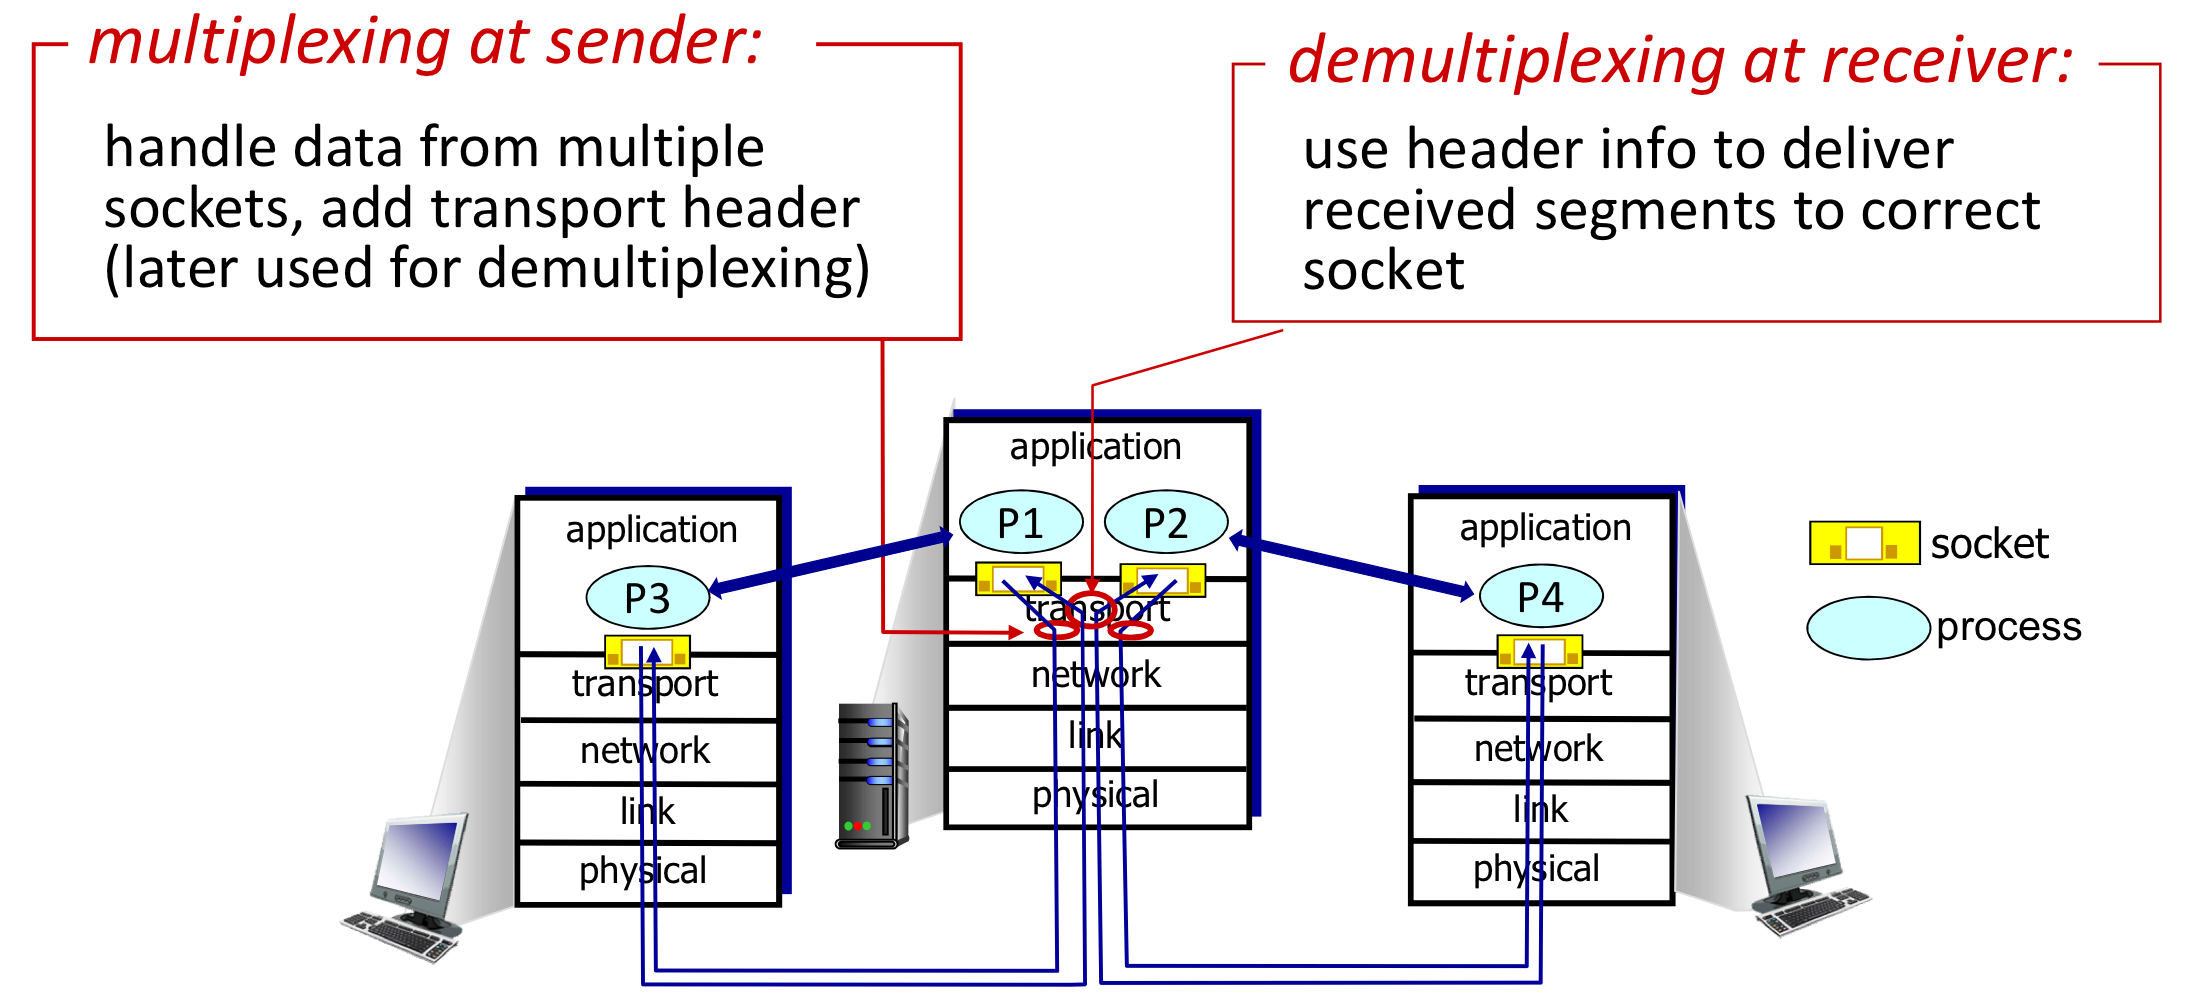 multiplexing at sender:
handle data from multiple
sockets, add transport header
(later used for demultiplexing)
demultiplexing at receiver:
use header info to deliver
received segments to correct
socket
application
P3
transport
network
link
physical
application
P1 P2
transport
network
link
physical
application
P4
transport
network
link
physical
socket
process